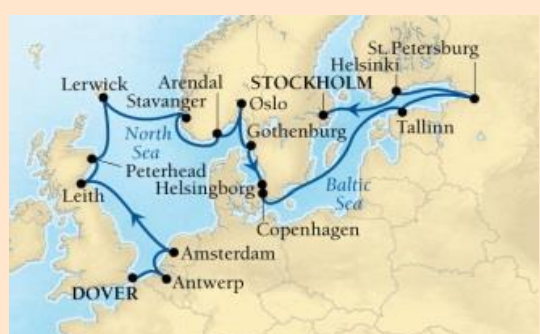 St. Petersburg
Helsinki
Lerwick
Arendal
STOCKHOLM
Stavanger
Oslo
North
Sea
Gothenburg
Tallinn
Peterhead
Leith
Helsingborg
Baltic
Sea
Copenhagen
Amsterdam
DOVER
Antwerp